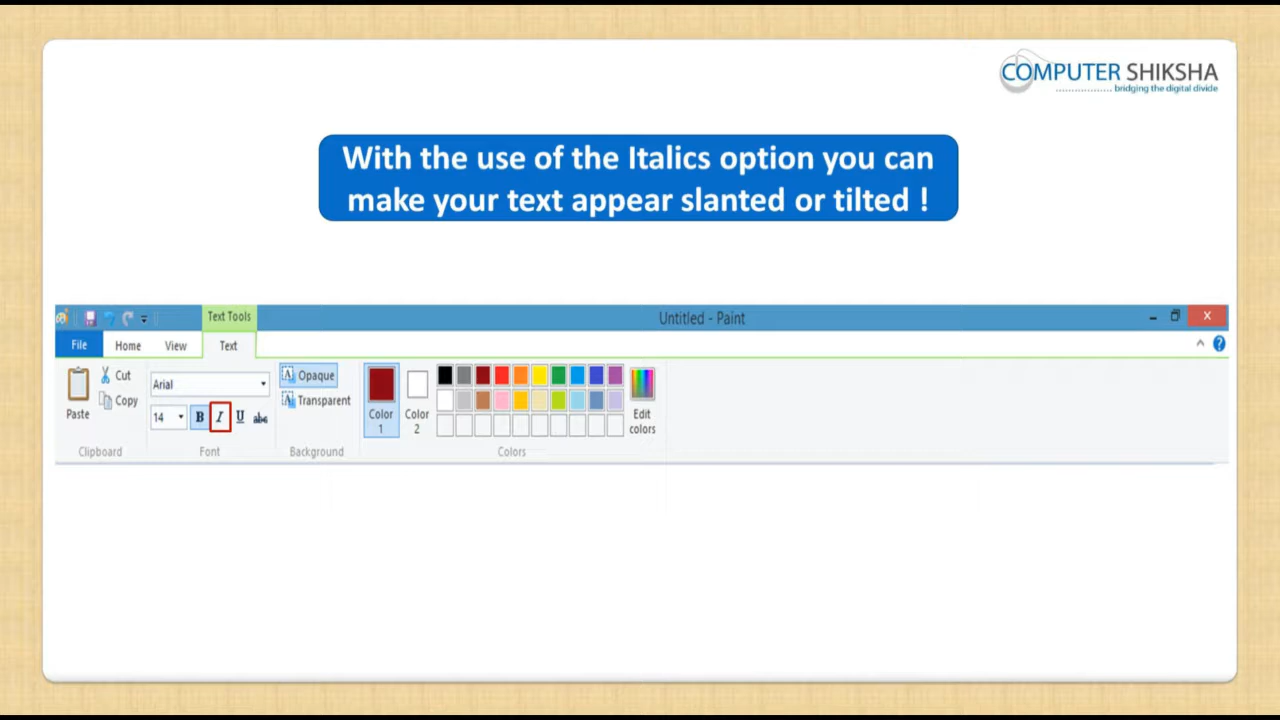 COMPUTER SHIKSHA
bridging the digital divide
With the use of the Italics option you can
make your text appear slanted or tilted !
Text Tools
Untitled - Paint
File
Home
View
Text
Paste
Cut
Copy
Clipboard
Arial
14
B
I
U
abc
Font
Opaque
Transparent
Background
Color
1
Color
2
Edit
colors
Colors